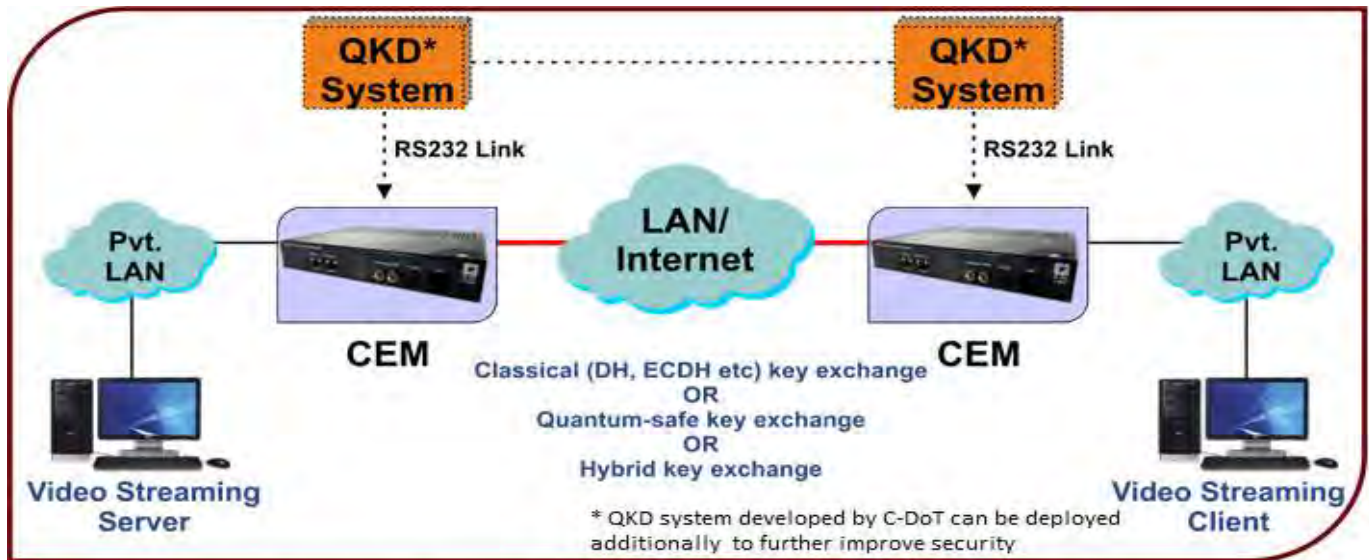 QKD*
System
QKD*
System
RS232 Link
RS232 Link
Pvt.
LAN
LAN/
Internet
Pvt.
LAN
CEM
CEM
Classical (DH, ECDH etc) key exchange
OR
Quantum-safe key exchange
OR
Hybrid key exchange
Video Streaming
Server
Video Streaming
Client
* QKD system developed by C-DoT can be deployed
additionally to further improve security